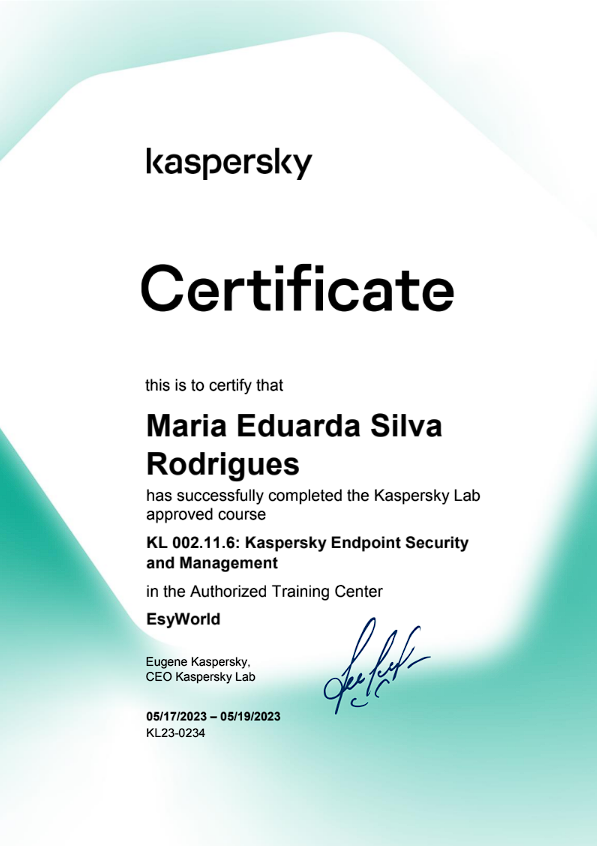 kaspersky
Certificate
this is to certify that
Maria Eduarda Silva
Rodrigues
has successfully completed the Kaspersky Lab
approved course
KL 002.11.6: Kaspersky Endpoint Security
and Management
in the Authorized Training Center
EsyWorld
Eugene Kaspersky,
CEO Kaspersky Lab
05/17/2023 – 05/19/2023
KL23-0234